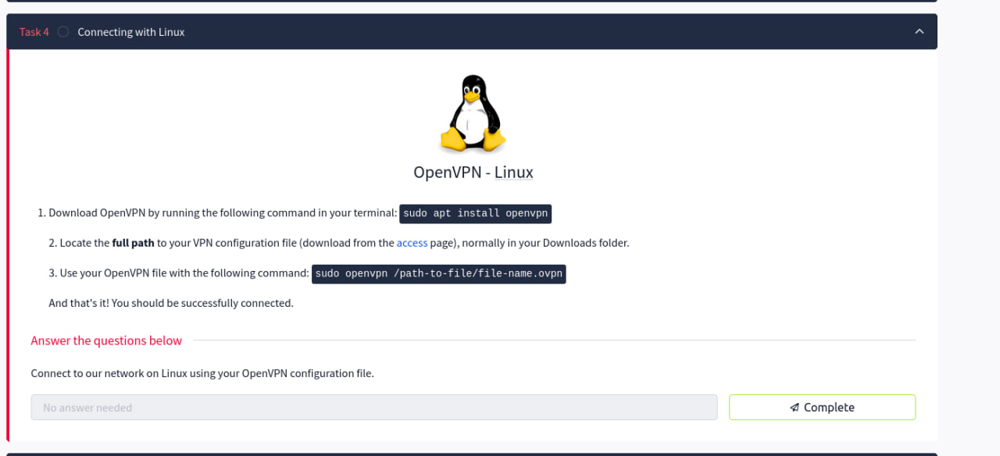 Task 4 Connecting with Linux
OpenVPN - Linux
1. Download OpenVPN by running the following command in your terminal: sudo apt install openvpn
2. Locate the full path to your VPN configuration file (download from the access page), normally in your Downloads folder.
3. Use your OpenVPN file with the following command: sudo openvpn /path-to-file/file-name.ovpn
And that's it! You should be successfully connected.
Answer the questions below
Connect to our network on Linux using your OpenVPN configuration file.
No answer needed
Complete